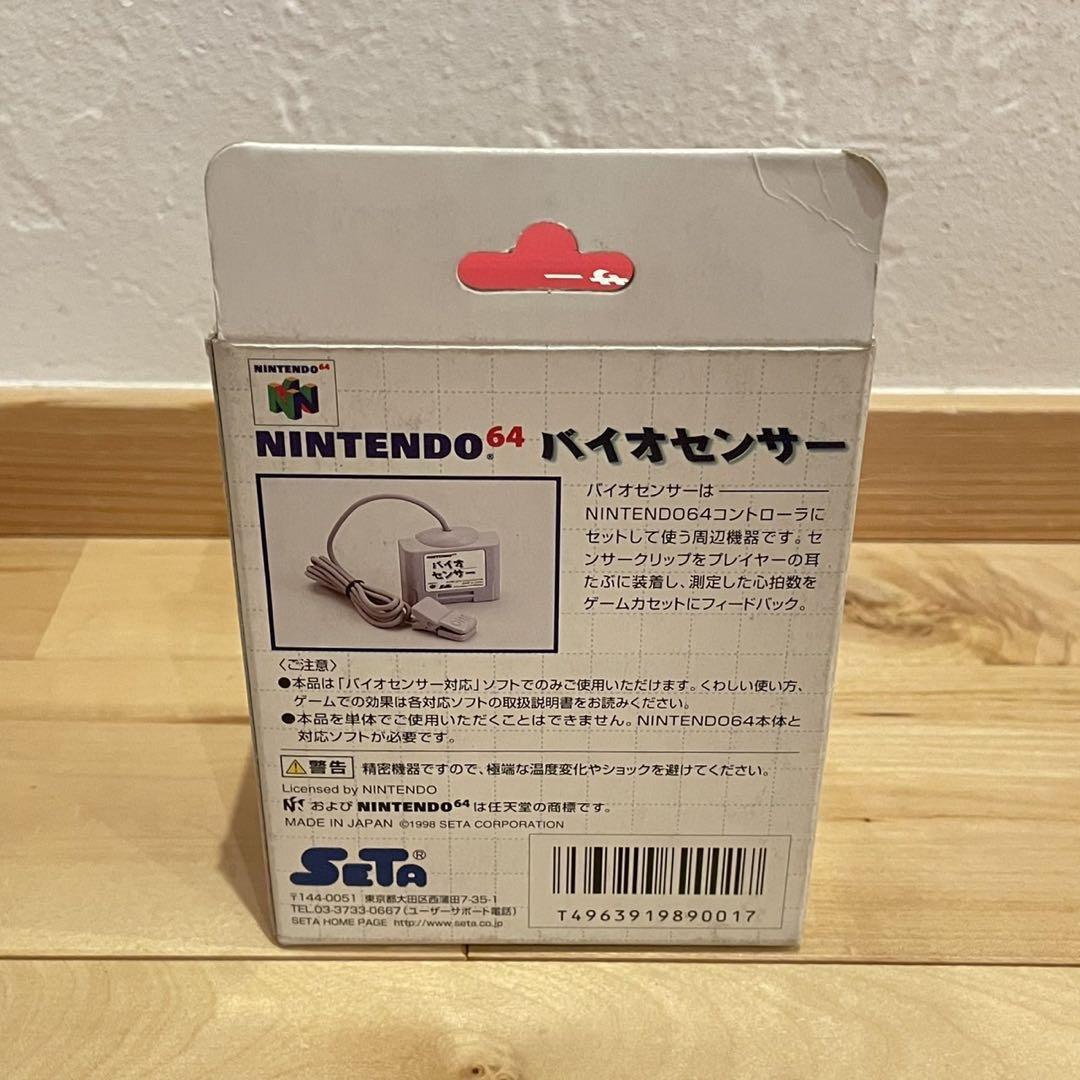 NINTENDO64
NINTENDO64® バイオセンサー
バイオセンサーは
NINTENDO64コントローラに
セットして使う周辺機器です。セ
ンサークリップをプレイヤーの耳
たぶに装着し、測定した心拍数を
ゲームカセットにフィードバック。
バイオ
センサー
〈ご注意〉
●本品は「バイオセンサー対応」ソフトでのみご使用いただけます。くわしい使い方、
ゲームでの効果は各対応ソフトの取扱説明書をお読みください。
●本品を単体でご使用いただくことはできません。NINTENDO64本体と
対応ソフトが必要です。
⚠警告 精密機器ですので、極端な温度変化やショックを避けてください。
Licensed by NINTENDO
および NINTENDO64 は任天堂の商標です。
MADE IN JAPAN ©1998 SETA CORPORATION
SETA®
〒144-0051 東京都大田区西蒲田7-35-1
TEL.03-3733-0667(ユーザーサポート電話)
SETA HOME PAGE http://www.seta.co.jp
T4963919890017